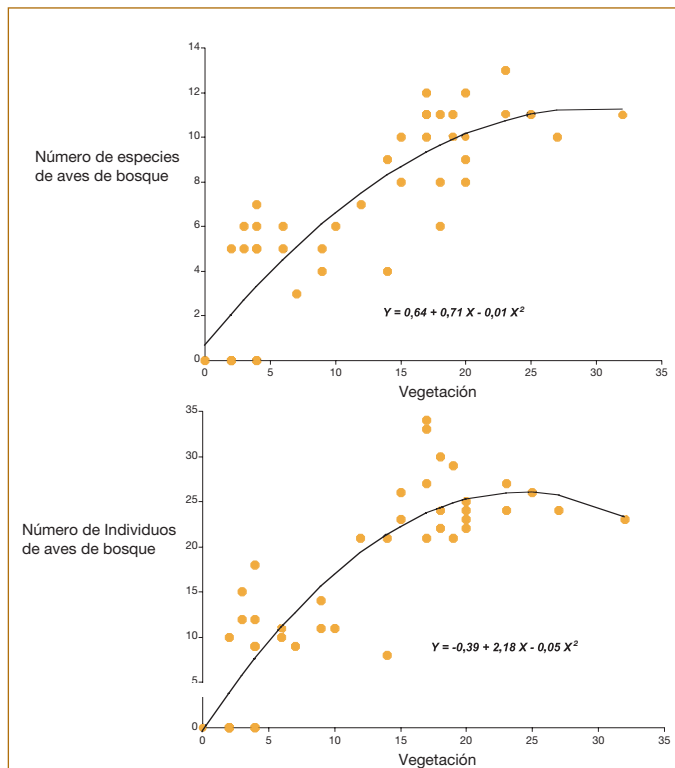 14
12
10
8
6
4
2
0
Número de especies
de aves de bosque
Y = 0,64 + 0,71 X - 0,01 X²
0 5 10 15 20 25 30 35
Vegetación
35
30
25
20
15
10
5
0
Número de Individuos
de aves de bosque
Y = -0,39 + 2,18 X - 0,05 X²
0 5 10 15 20 25 30 35
Vegetación